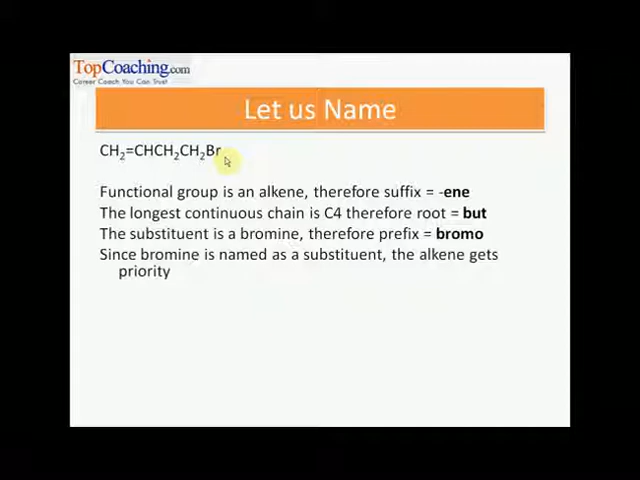 TopCoaching.com
Career Coach You Can Trust
Let us Name
CH₂=CHCH₂CH₂Br
Functional group is an alkene, therefore suffix = -ene
The longest continuous chain is C4 therefore root = but
The substituent is a bromine, therefore prefix = bromo
Since bromine is named as a substituent, the alkene gets
priority